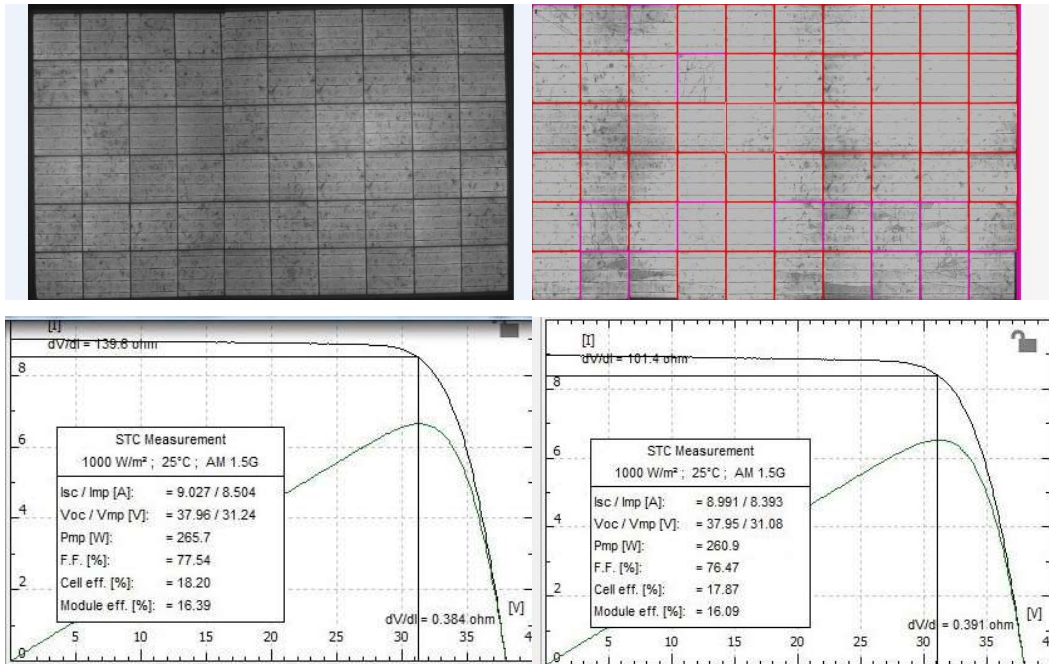 [I]
dV/dI = 139.6 ohm
8
6
4
2
0
STC Measurement
1000 W/m² ; 25°C ; AM 1.5G
Isc / Imp [A]: = 9.027 / 8.504
Voc / Vmp [V]: = 37.96 / 31.24
Pmp [W]: = 265.7
F.F. [%]: = 77.54
Cell eff. [%]: = 18.20
Module eff. [%]: = 16.39
[V]
dV/dI = 0.384 ohm
5 10 15 20 25 30 35
[I]
dV/dI = 101.4 ohm
8
6
4
2
0
STC Measurement
1000 W/m² ; 25°C ; AM 1.5G
Isc / Imp [A]: = 8.991 / 8.393
Voc / Vmp [V]: = 37.95 / 31.08
Pmp [W]: = 260.9
F.F. [%]: = 76.47
Cell eff. [%]: = 17.87
Module eff. [%]: = 16.09
[V]
dV/dI = 0.391 ohm
5 10 15 20 25 30 35